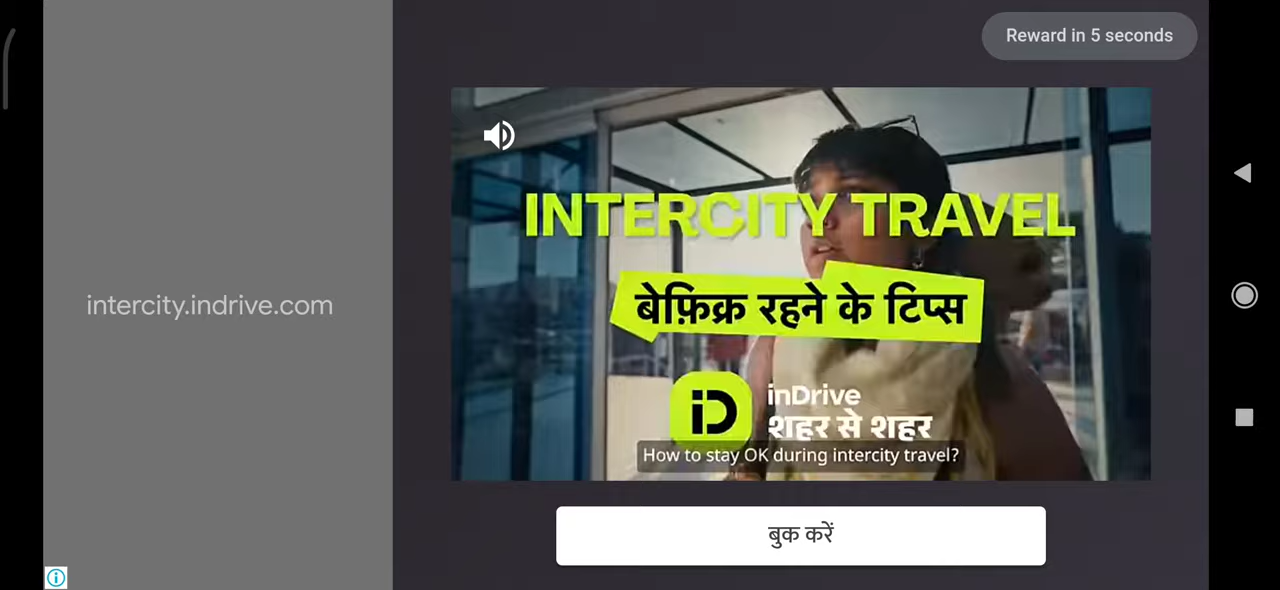 Reward in 5 seconds
intercity.indrive.com
INTERCITY TRAVEL
बेफ़िक्र रहने के टिप्स
iD
inDrive
शहर से शहर
How to stay OK during intercity travel?
बुक करें